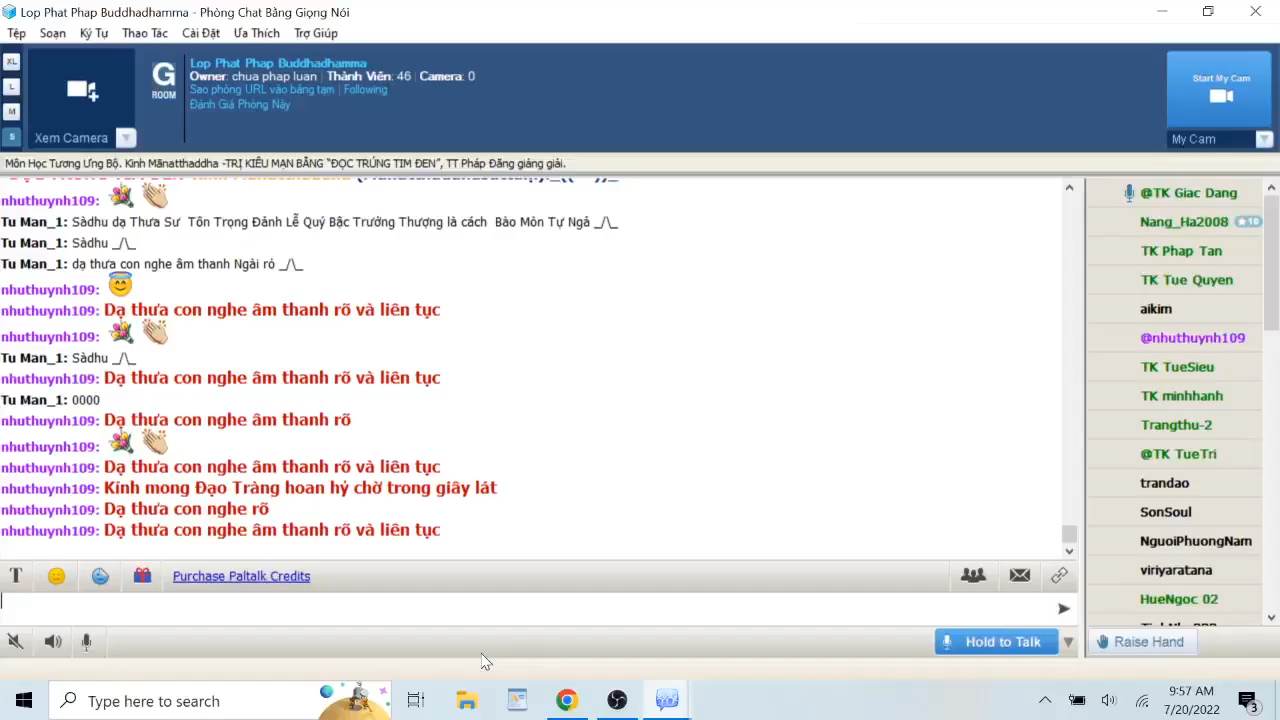 Lop Phat Phap Buddhadhamma - Phòng Chat Bằng Giọng Nói
Tệp Soạn Ký Tự Thao Tác Cài Đặt Ưa Thích Trợ Giúp
XL
L
M
S
Xem Camera
G
ROOM
Lop Phat Phap Buddhadhamma
Owner: chua phap luan | Thành Viên: 46 | Camera: 0
Sao phòng URL vào bảng tạm | Following
Đánh Giá Phòng Này
Start My Cam
My Cam
Môn Học Tương Ưng Bộ. Kinh Mānatthaddha -TRỊ KIÊU MẠN BẰNG “ĐỌC TRÚNG TIM ĐEN”, TT Pháp Đăng giảng giải.
nhuthuynh109:
Tu Man_1: Sàdhu dạ Thưa Sư Tôn Trọng Đảnh Lễ Quý Bậc Trưởng Thượng là cách Bào Mòn Tự Ngả _/\_
Tu Man_1: Sàdhu _/\_
Tu Man_1: dạ thưa con nghe âm thanh Ngài rỏ _/\_
nhuthuynh109:
nhuthuynh109: Dạ thưa con nghe âm thanh rõ và liên tục
nhuthuynh109:
Tu Man_1: Sàdhu _/\_
nhuthuynh109: Dạ thưa con nghe âm thanh rõ và liên tục
Tu Man_1: 0000
nhuthuynh109: Dạ thưa con nghe âm thanh rõ
nhuthuynh109:
nhuthuynh109: Dạ thưa con nghe âm thanh rõ và liên tục
nhuthuynh109: Kính mong Đạo Tràng hoan hỷ chờ trong giây lát
nhuthuynh109: Dạ thưa con nghe rõ
nhuthuynh109: Dạ thưa con nghe âm thanh rõ và liên tục
@TK Giac Dang
Nang_Ha2008 10
TK Phap Tan
TK Tue Quyen
aikim
@nhuthuynh109
TK TueSieu
TK minhhanh
Trangthu-2
@TK TueTri
trandao
SonSoul
NguoiPhuongNam
viriyaratana
HueNgoc 02
T Purchase Paltalk Credits
Hold to Talk
Raise Hand
Type here to search
9:57 AM
7/20/2022
3